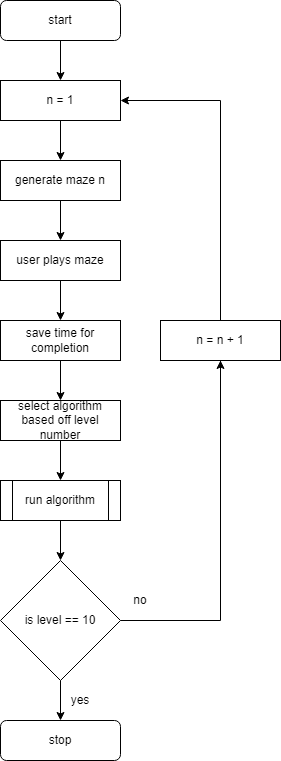 start
n = 1
generate maze n
user plays maze
save time for
completion
n = n + 1
select algorithm
based off level
number
run algorithm
no
is level == 10
yes
stop